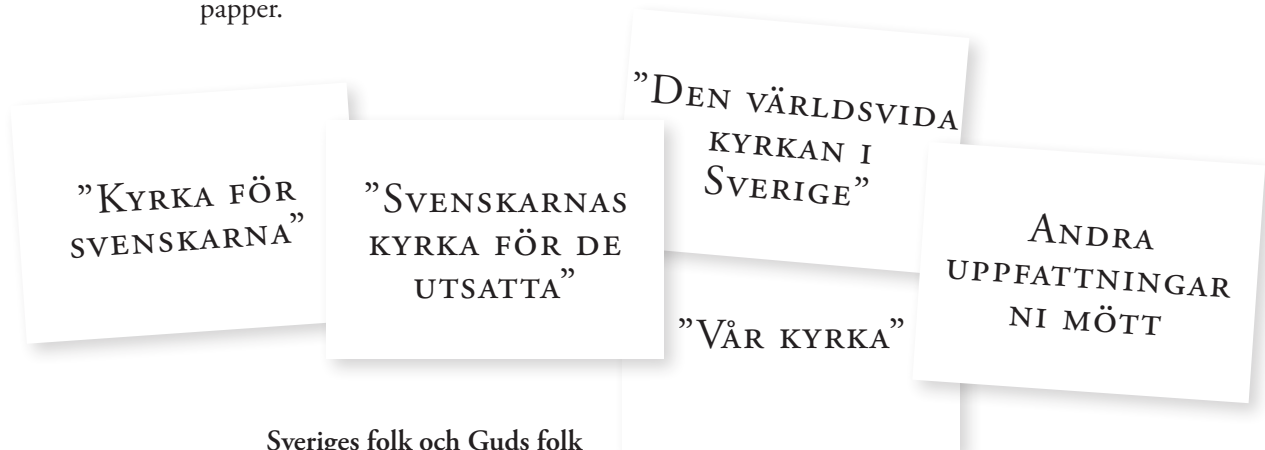 papper.
”Kyrka för
svenskarna”
”Svenskarnas
kyrka för de
utsatta”
”Den världsvida
kyrkan i
Sverige”
”Vår kyrka”
Andra
uppfattningar
ni mött
Sveriges folk och Guds folk